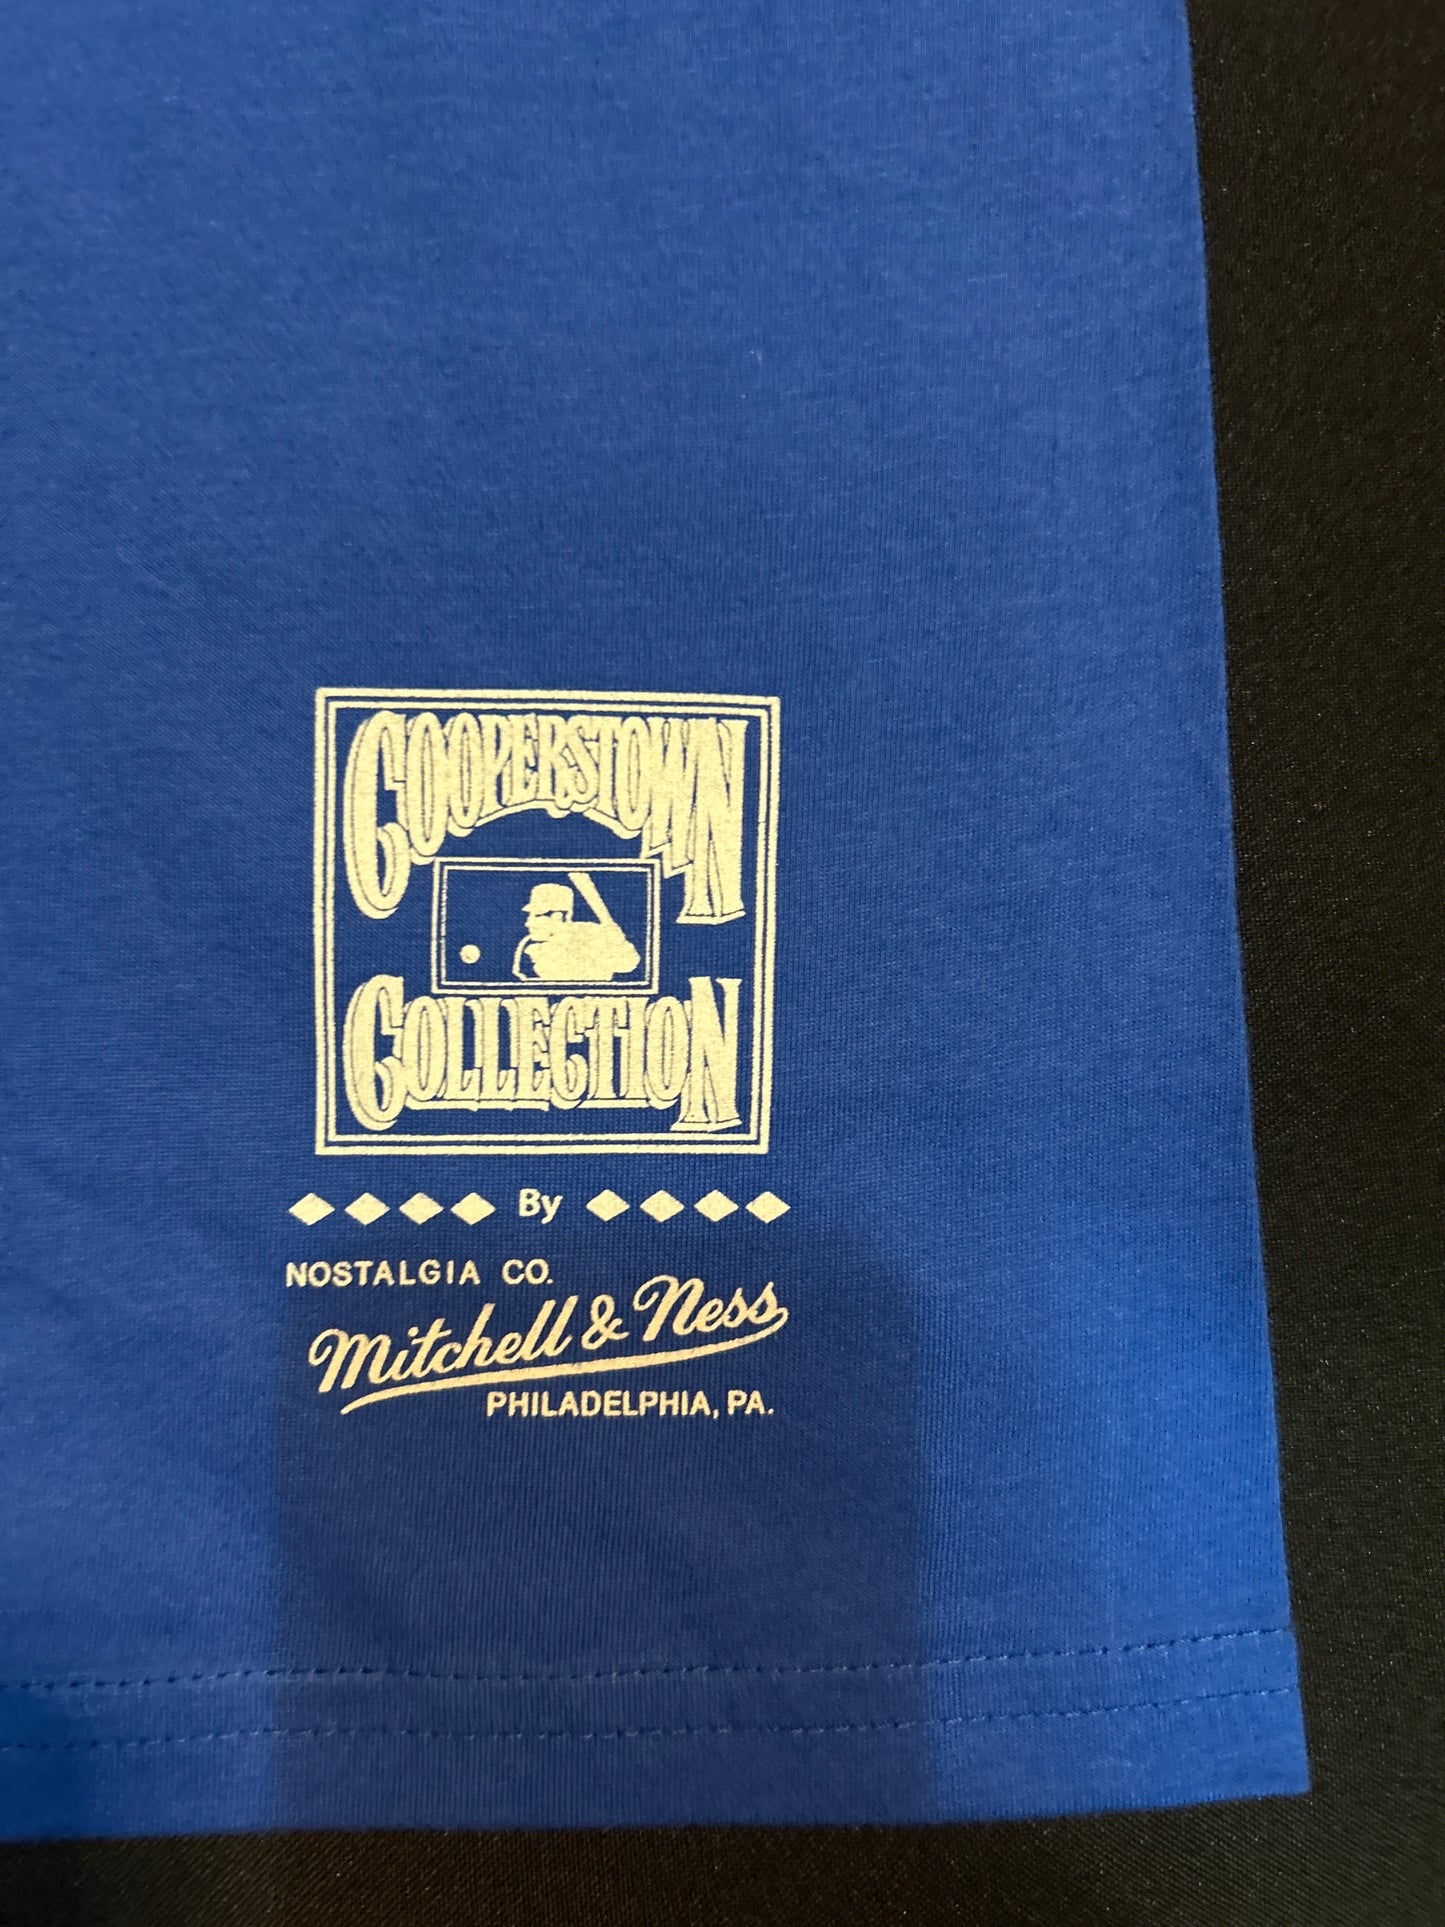 COOPERSTOWN
COLLECTION
By
NOSTALGIA CO.
Mitchell & Ness
PHILADELPHIA, PA.